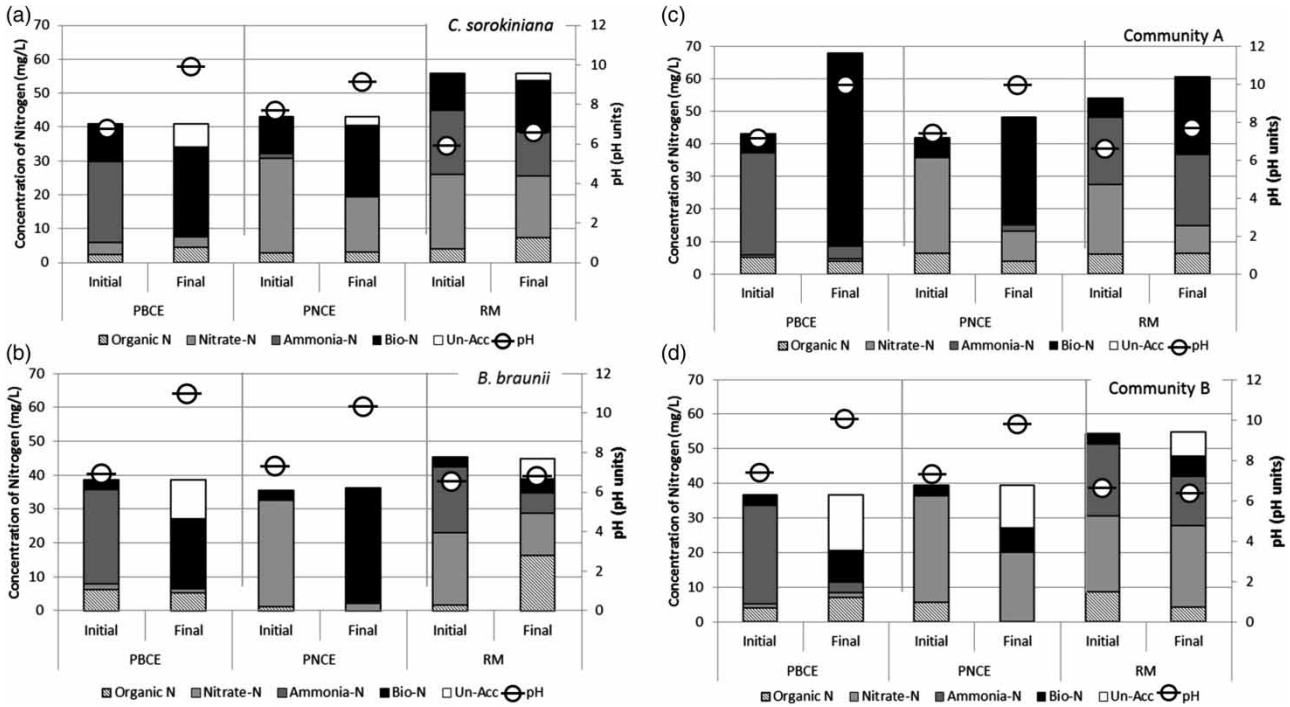 (a)
C. sorokiniana
Concentration of Nitrogen (mg/L)
70
60
50
40
30
20
10
0
12
10
8
6
4
2
0
pH (pH units)
Initial Final Initial Final Initial Final
PBCE PNCE RM
Organic N Nitrate-N Ammonia-N Bio-N Un-Acc pH
(b)
B. braunii
Concentration of Nitrogen (mg/L)
70
60
50
40
30
20
10
0
12
10
8
6
4
2
0
pH (pH units)
Initial Final Initial Final Initial Final
PBCE PNCE RM
Organic N Nitrate-N Ammonia-N Bio-N Un-Acc pH
(c)
Community A
Concentration of Nitrogen (mg/L)
70
60
50
40
30
20
10
0
12
10
8
6
4
2
0
pH (pH units)
Initial Final Initial Final Initial Final
PBCE PNCE RM
Organic N Nitrate-N Ammonia-N Bio-N Un-Acc pH
(d)
Community B
Concentration of Nitrogen (mg/L)
70
60
50
40
30
20
10
0
12
10
8
6
4
2
0
pH (pH units)
Initial Final Initial Final Initial Final
PBCE PNCE RM
Organic N Nitrate-N Ammonia-N Bio-N Un-Acc pH